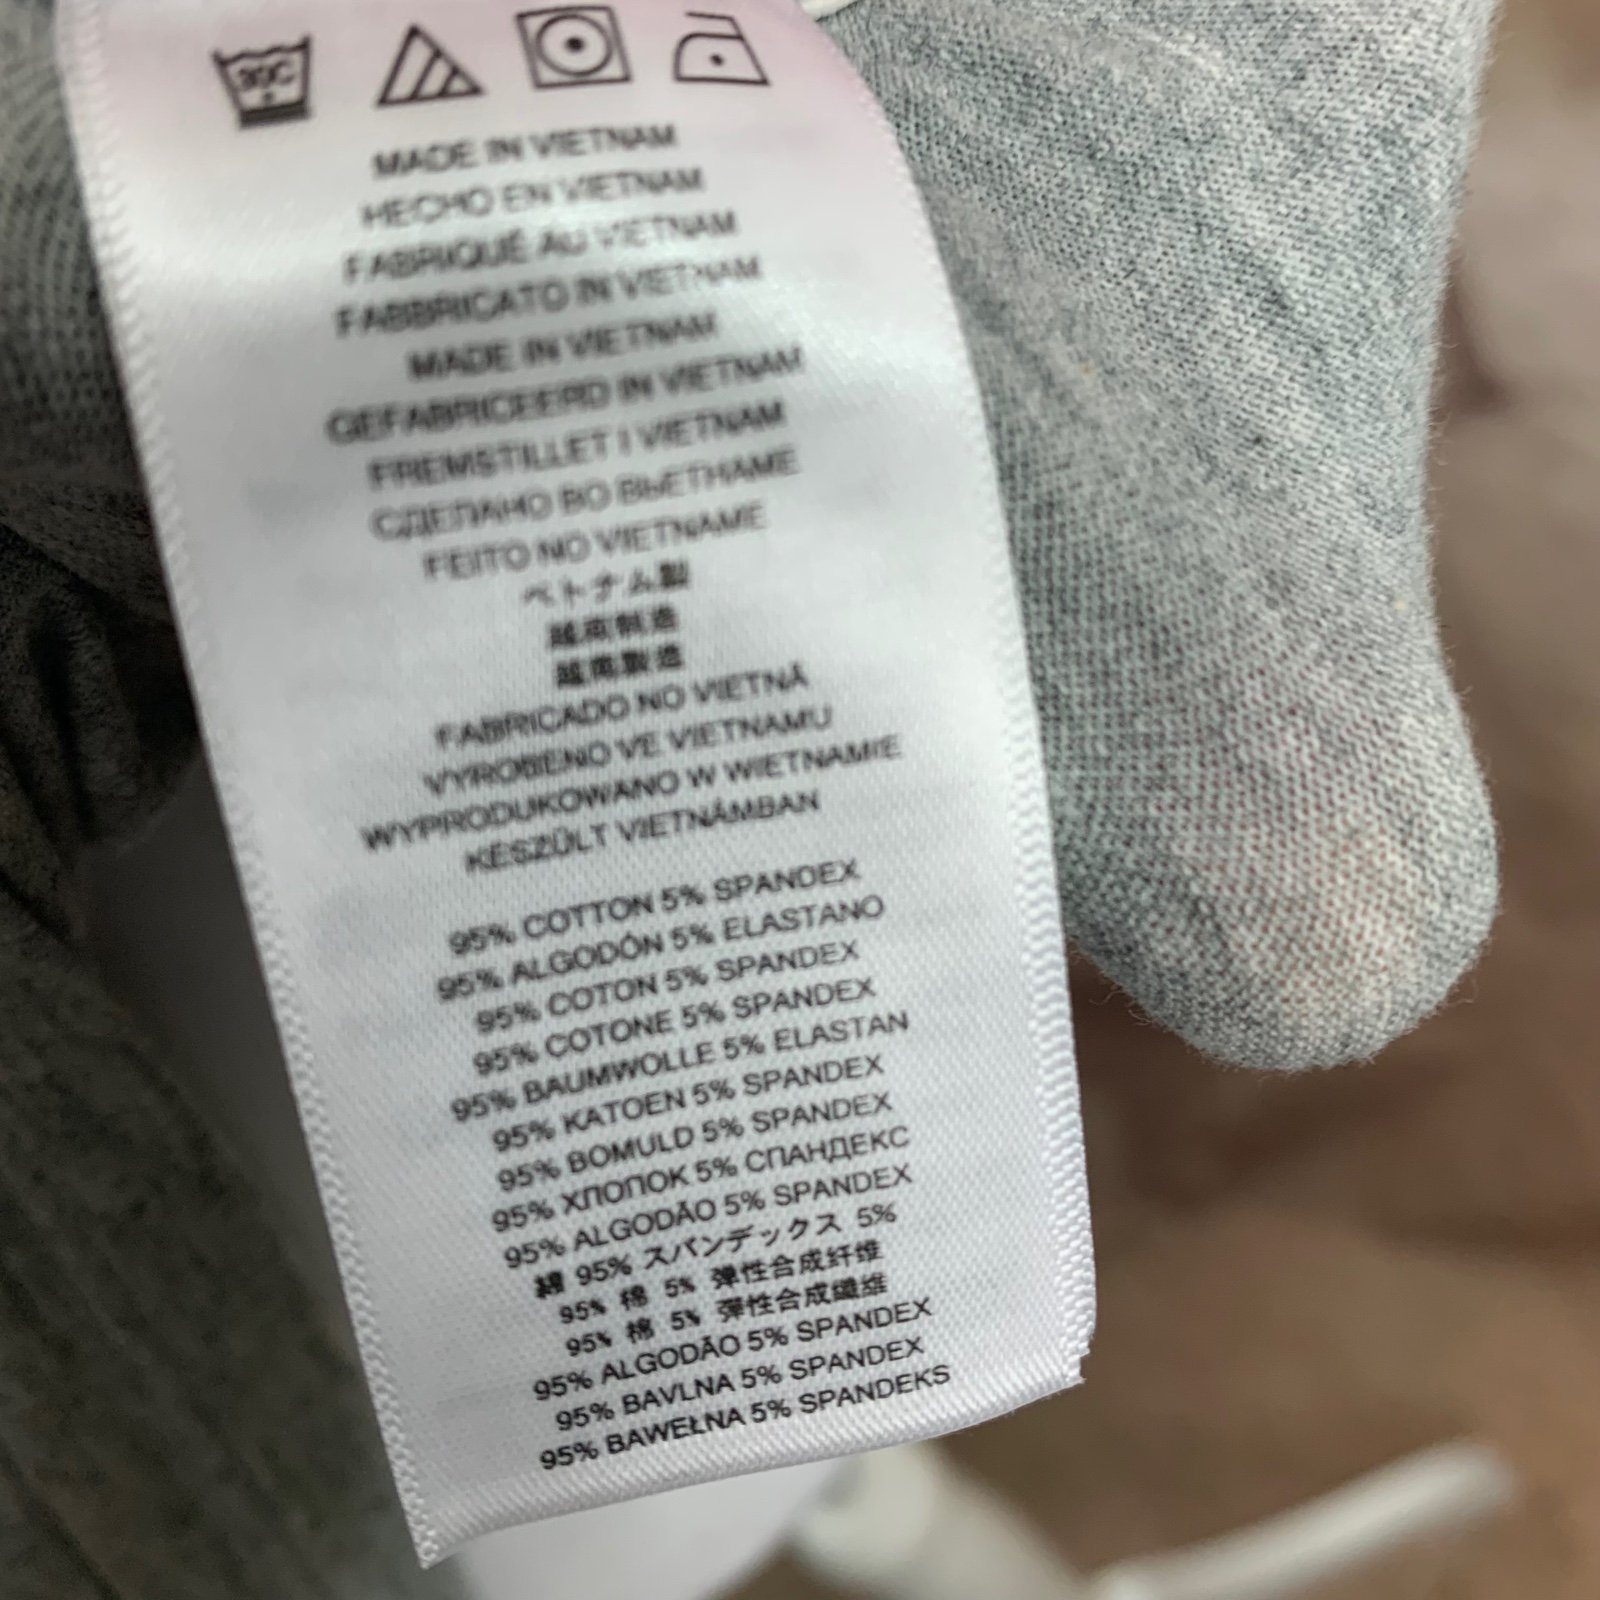 30C
MADE IN VIETNAM
HECHO EN VIETNAM
FABRIQUÉ AU VIETNAM
FABBRICATO IN VIETNAM
MADE IN VIETNAM
GEFABRICEERD IN VIETNAM
FREMSTILLET I VIETNAM
СДЕЛАНО ВО ВЬЕТНАМЕ
FEITO NO VIETNAME
ベトナム製
越南制造
越南製造
FABRICADO NO VIETNÃ
VYROBENO VE VIETNAMU
WYPRODUKOWANO W WIETNAMIE
KÉSZÜLT VIETNÁMBAN
95% COTTON 5% SPANDEX
95% ALGODÓN 5% ELASTANO
95% COTON 5% SPANDEX
95% COTONE 5% SPANDEX
95% BAUMWOLLE 5% ELASTAN
95% KATOEN 5% SPANDEX
95% BOMULD 5% SPANDEX
95% ХЛОПОК 5% СПАНДЕКС
95% ALGODÃO 5% SPANDEX
綿 95% スパンデックス 5%
95% 棉 5% 弹性合成纤维
95% 棉 5% 彈性合成纖維
95% ALGODÃO 5% SPANDEX
95% BAVLNA 5% SPANDEX
95% BAWEŁNA 5% SPANDEKS